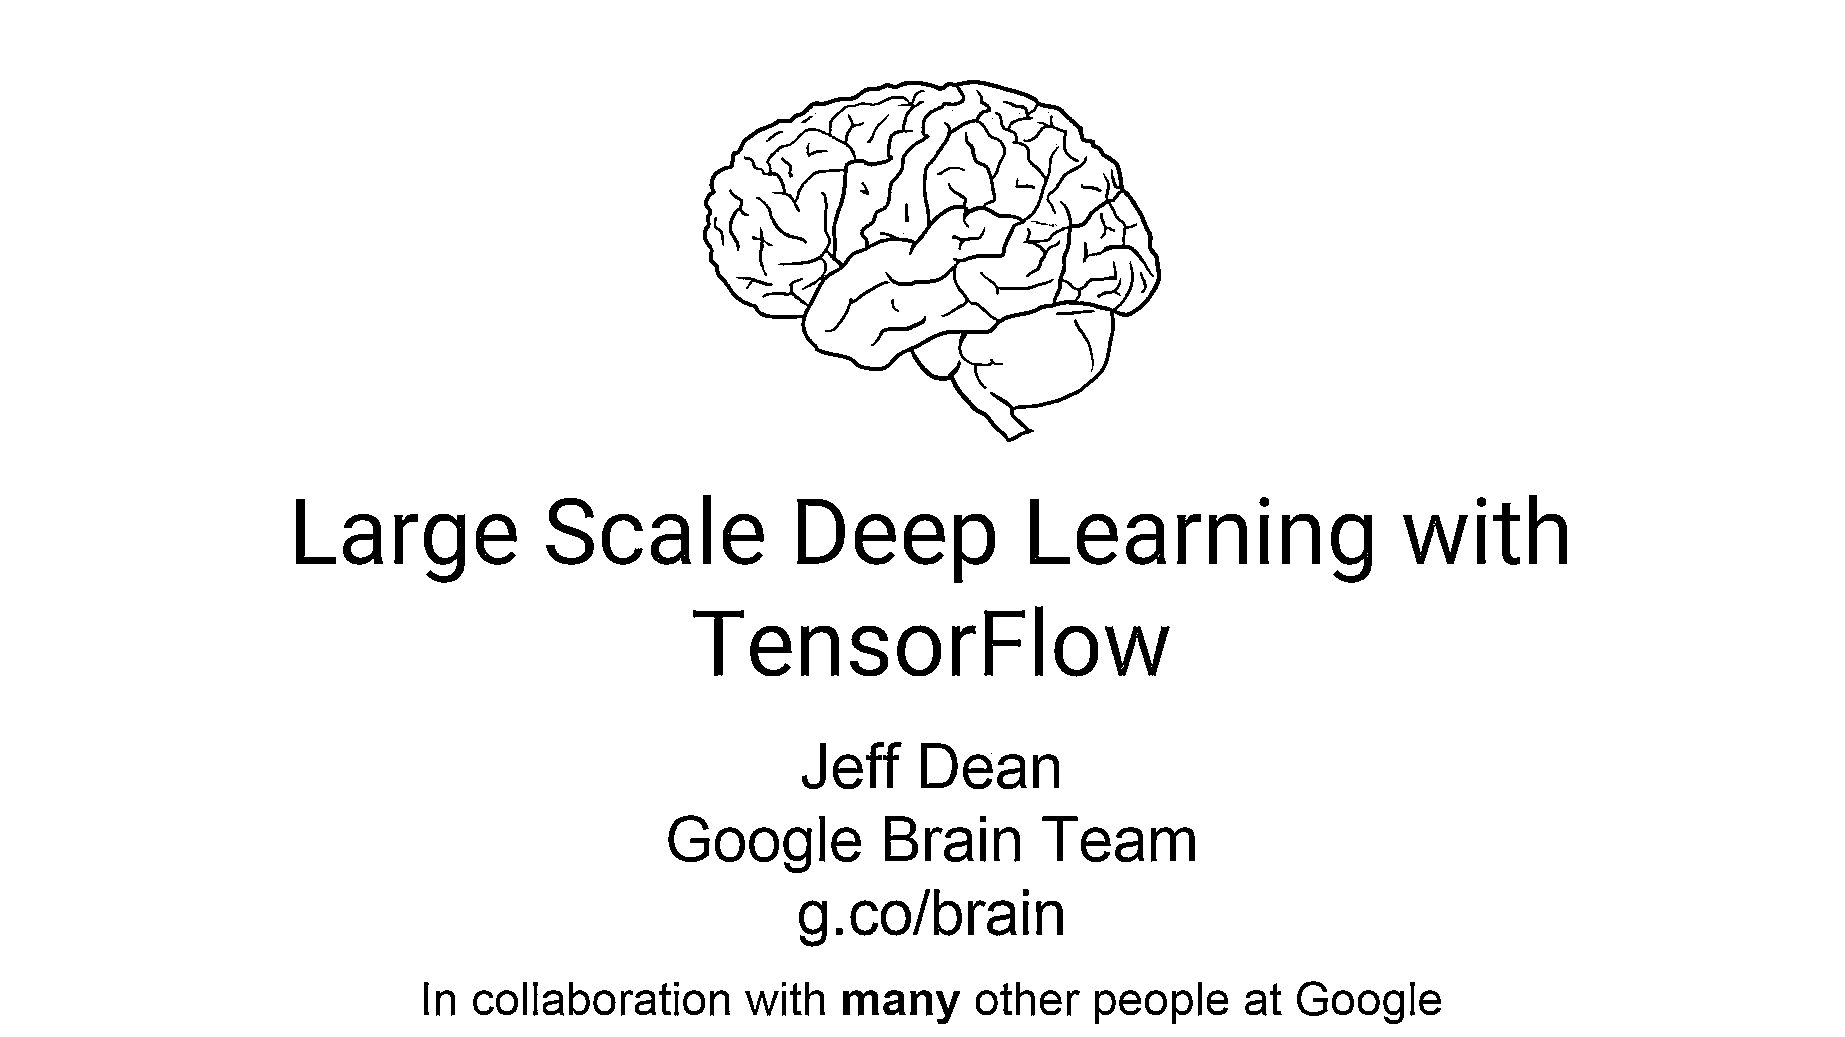 Large Scale Deep Learning with
TensorFlow
Jeff Dean
Google Brain Team
g.co/brain
In collaboration with many other people at Google